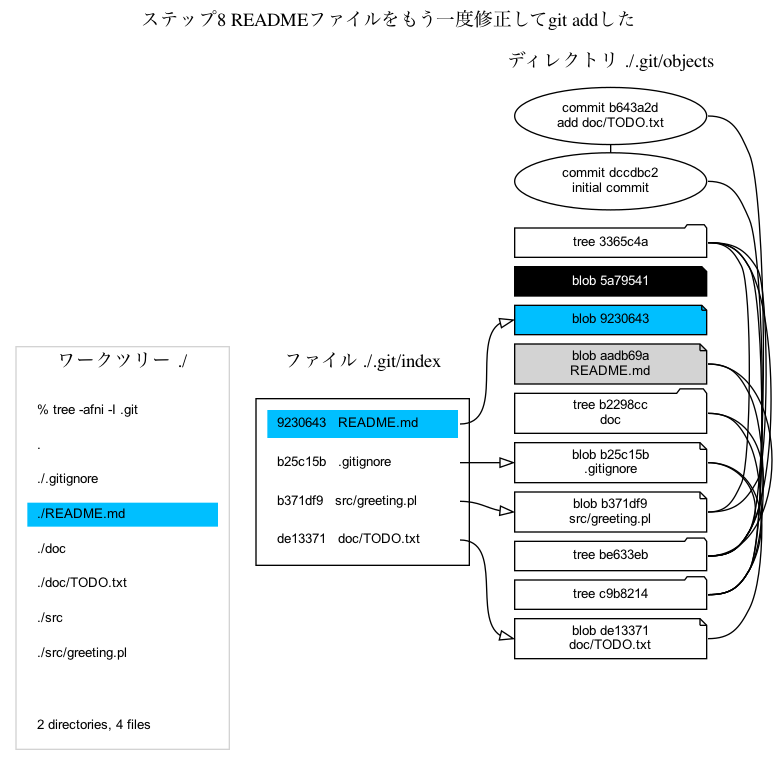 ステップ8 READMEファイルをもう一度修正してgit addした
ディレクトリ ./.git/objects
commit b643a2d
add doc/TODO.txt
commit dccdbc2
initial commit
tree 3365c4a
blob 5a79541
blob 9230643
blob aadb69a
README.md
tree b2298cc
doc
blob b25c15b
.gitignore
blob b371df9
src/greeting.pl
tree be633eb
tree c9b8214
blob de13371
doc/TODO.txt
ファイル ./.git/index
9230643 README.md
b25c15b .gitignore
b371df9 src/greeting.pl
de13371 doc/TODO.txt
ワークツリー ./
% tree -afni -I .git
.
./.gitignore
./README.md
./doc
./doc/TODO.txt
./src
./src/greeting.pl
2 directories, 4 files